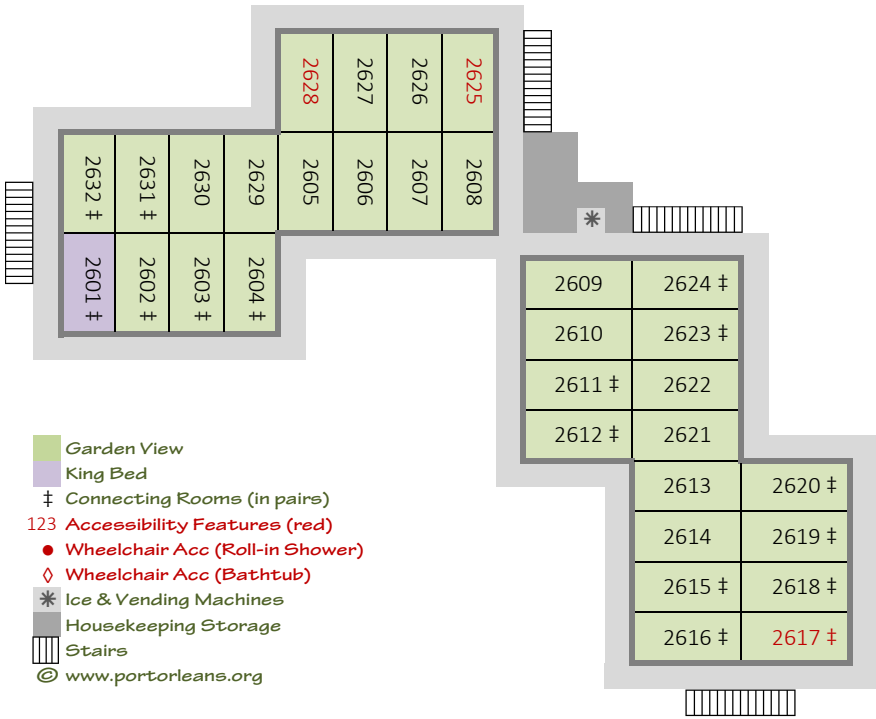 2628 2627 2626 2625
2632 ‡ 2631 ‡ 2630 2629 2605 2606 2607 2608
2601 ‡ 2602 ‡ 2603 ‡ 2604 ‡
2609 2624 ‡
2610 2623 ‡
2611 ‡ 2622
2612 ‡ 2621
2613 2620 ‡
2614 2619 ‡
2615 ‡ 2618 ‡
2616 ‡ 2617 ‡
Garden View
King Bed
‡ Connecting Rooms (in pairs)
123 Accessibility Features (red)
● Wheelchair Acc (Roll-in Shower)
◊ Wheelchair Acc (Bathtub)
Ice & Vending Machines
Housekeeping Storage
Stairs
© www.portorleans.org